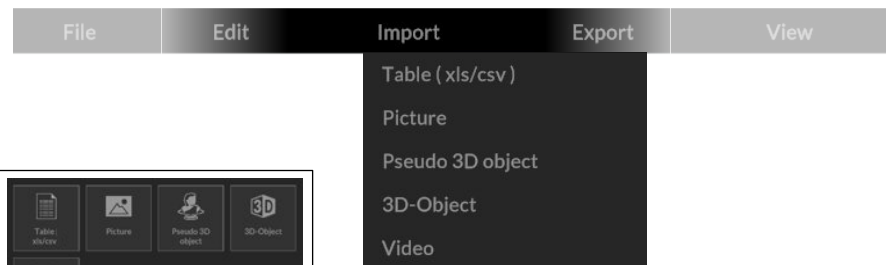 File Edit Import Export View
Table ( xls/csv )
Picture
Pseudo 3D object
3D-Object
Video
Table: Picture Pseudo 3D 3D-Object
xls/csv object